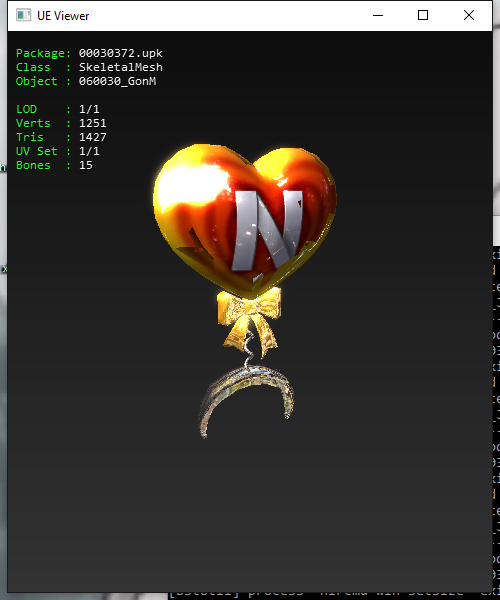 UE Viewer
Package: 00030372.upk
Class : SkeletalMesh
Object : 060030_GonM
LOD : 1/1
Verts : 1251
Tris : 1427
UV Set : 1/1
Bones : 15
N